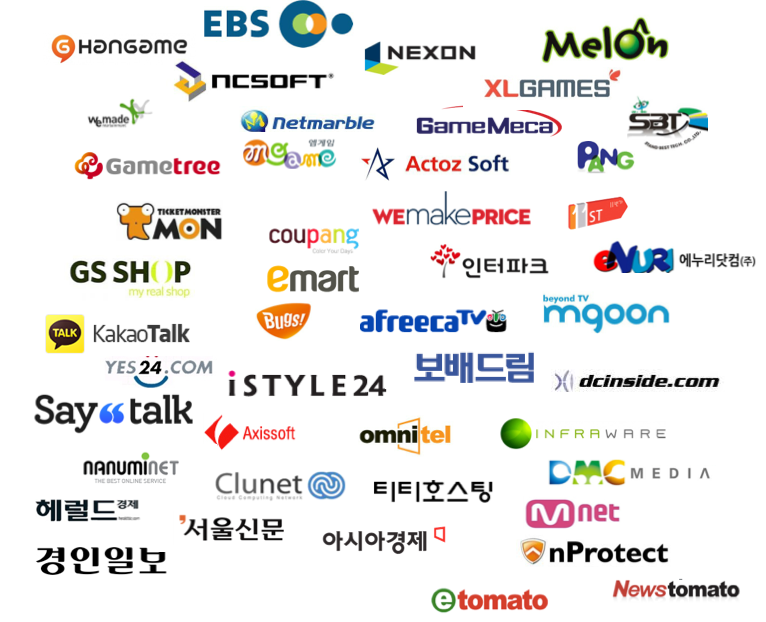 EBS
HANGAME
NEXON
Melon
NCSOFT®
XLGAMES
Wemade
Netmarble
GameMeca
SBT
Gametree
mgame
엠게임
Actoz Soft
PANG
TICKETMONSTER
TMON
coupang
Color Your Days
WEmakePRICE
11ST
인터파크
eNURI 에누리닷컴(주)
GS SHOP
my real shop
emart
TALK KakaoTalk
Bugs!
afreecaTV
beyond TV
mgoon
YES24.COM
iSTYLE24
보배드림
dcinside.com
Say talk
Axissoft
omnitel
INFRAWARE
NANUMINET
THE BEST ONLINE SERVICE
Clunet
Cloud Computing Network
티티호스팅
DMC MEDIA
헤럴드경제
서울신문
M net
아시아경제
경인일보
nProtect
etomato
Newstomato